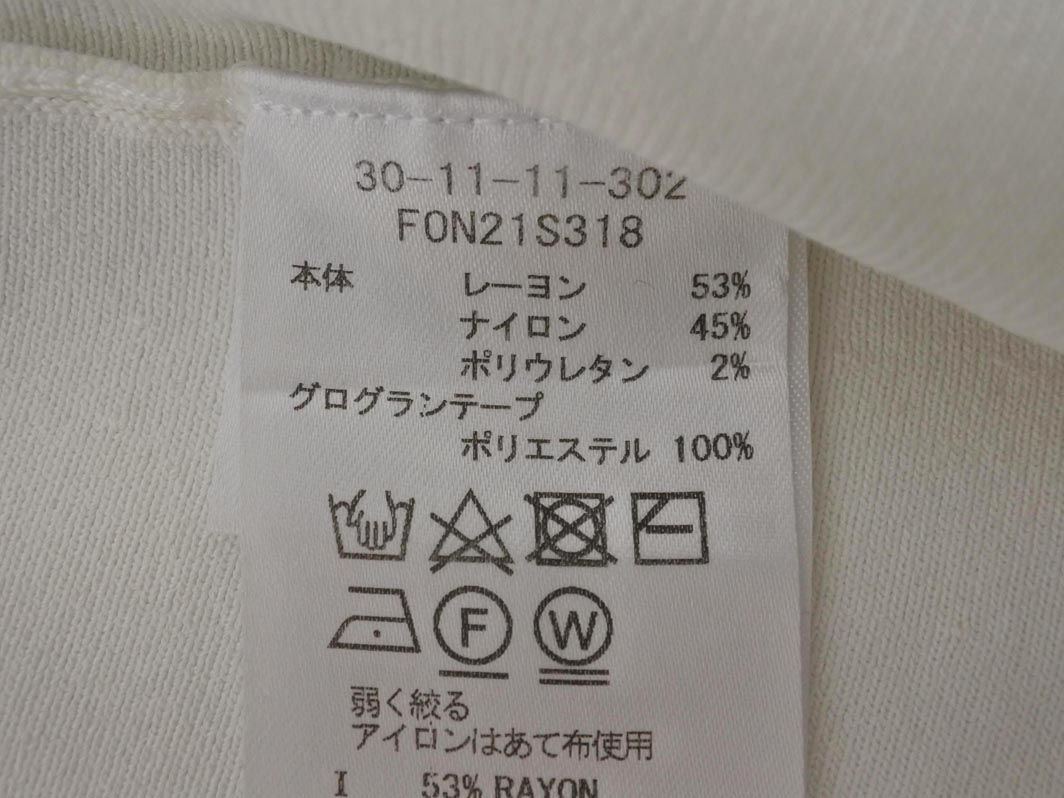 30-11-11-302
FON21S318
本体 レーヨン 53%
ナイロン 45%
ポリウレタン 2%
グログランテープ
ポリエステル 100%
F W
弱く絞る
アイロンはあて布使用
I 53% RAYON